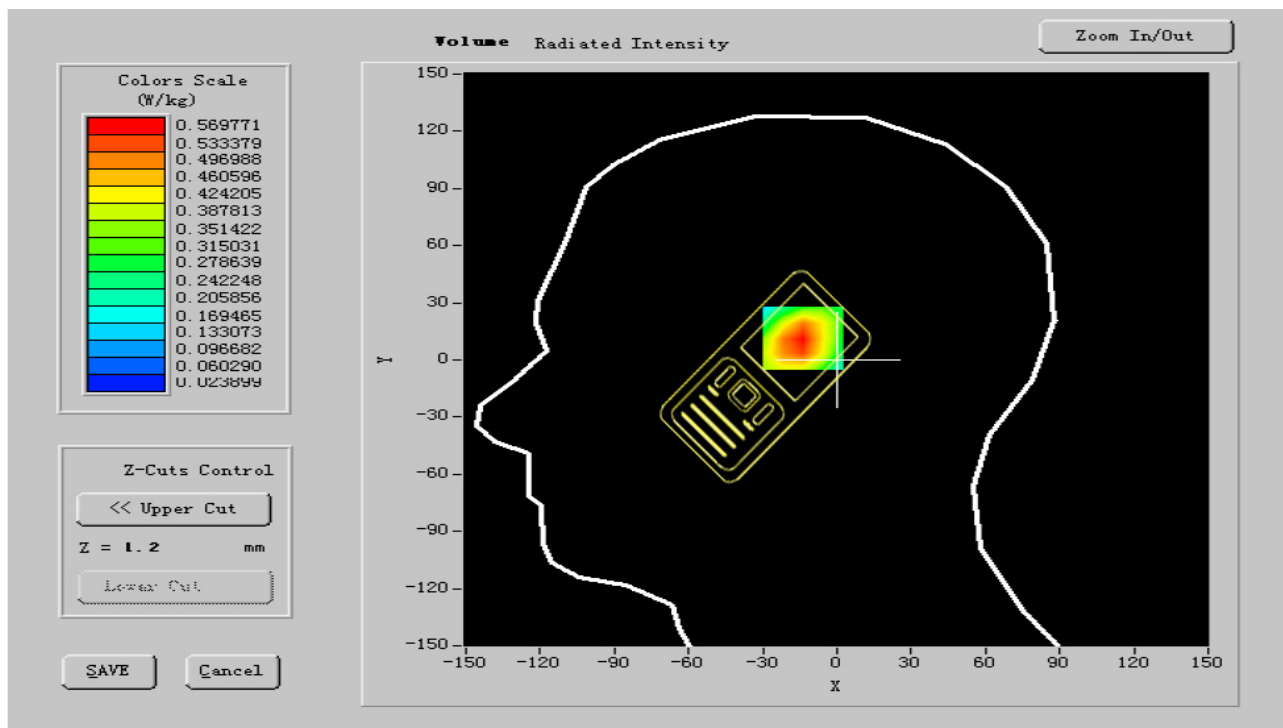 Volume Radiated Intensity
Zoom In/Out
Colors Scale
(W/kg)
0.569771
0.533379
0.496988
0.460596
0.424205
0.387813
0.351422
0.315031
0.278639
0.242248
0.205856
0.169465
0.133073
0.096682
0.060290
0.023899
Z-Cuts Control
<< Upper Cut
Z = 1.2 mm
Lower Cut
SAVE
Cancel
150
120
90
60
30
0
-30
-60
-90
-120
-150
Y
-150 -120 -90 -60 -30 0 30 60 90 120 150
X